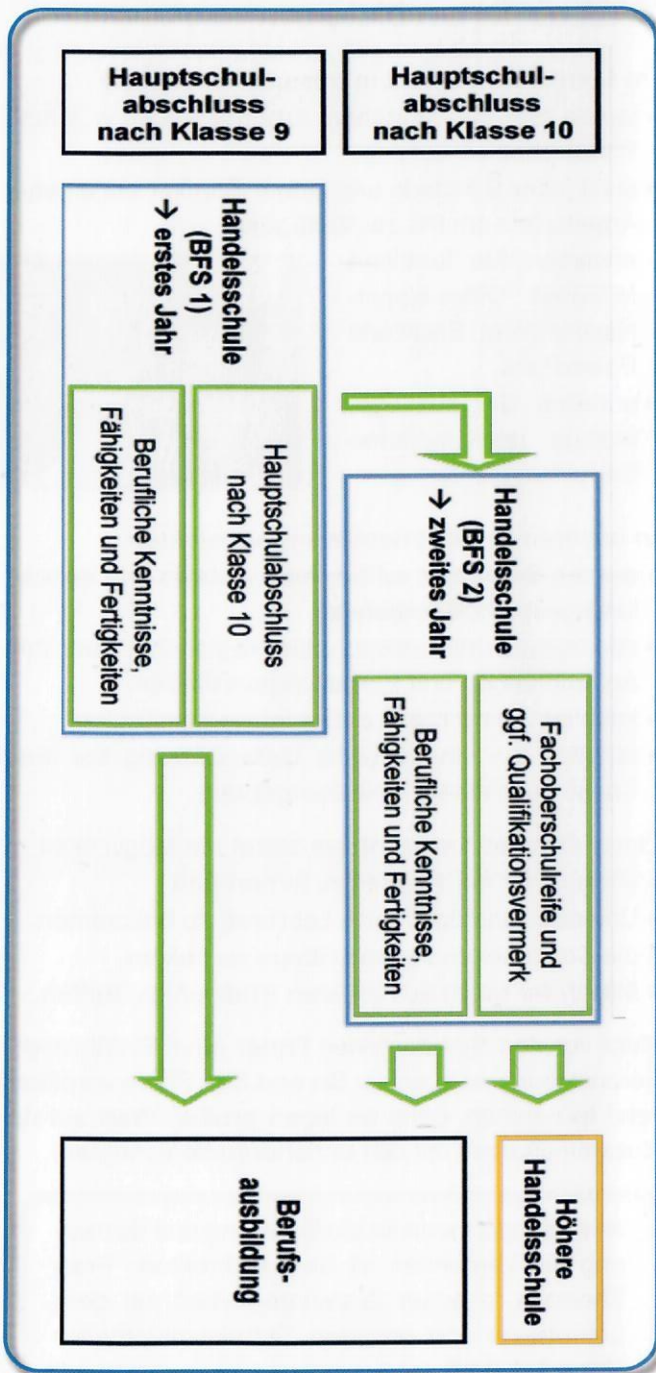 Hauptschul-
abschluss
nach Klasse 9
Hauptschul-
abschluss
nach Klasse 10
Handelsschule
(BFS 1)
→ erstes Jahr
Hauptschulabschluss
nach Klasse 10
Berufliche Kenntnisse,
Fähigkeiten und Fertigkeiten
Handelsschule
(BFS 2)
→ zweites Jahr
Fachoberschulreife und
ggf. Qualifikationsvermerk
Berufliche Kenntnisse,
Fähigkeiten und Fertigkeiten
Berufs-
ausbildung
Höhere
Handelsschule